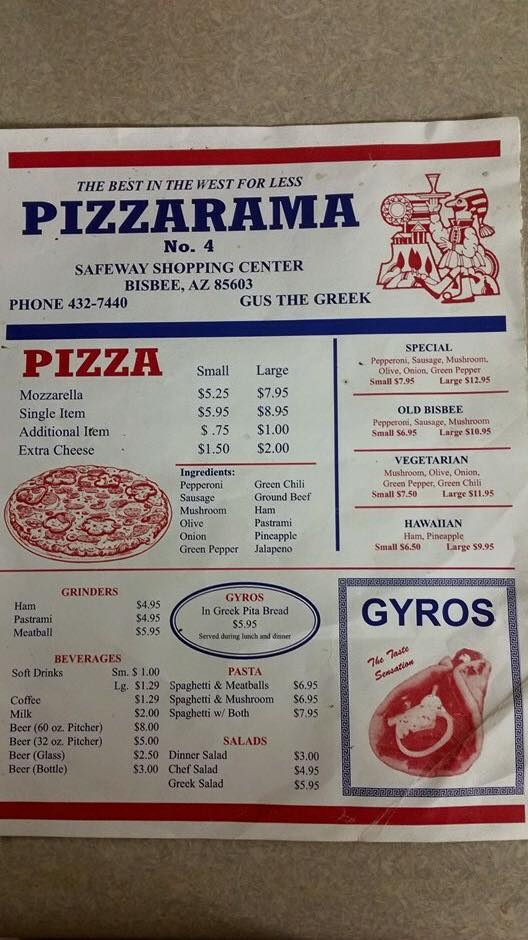 THE BEST IN THE WEST FOR LESS
PIZZARAMA
No. 4
SAFEWAY SHOPPING CENTER
BISBEE, AZ 85603
PHONE 432-7440 GUS THE GREEK
PIZZA
Small Large
Mozzarella $5.25 $7.95
Single Item $5.95 $8.95
Additional Item $ .75 $1.00
Extra Cheese $1.50 $2.00
Ingredients:
Pepperoni Green Chili
Sausage Ground Beef
Mushroom Ham
Olive Pastrami
Onion Pineapple
Green Pepper Jalapeno
SPECIAL
Pepperoni, Sausage, Mushroom,
Olive, Onion, Green Pepper
Small $7.95 Large $12.95
OLD BISBEE
Pepperoni, Sausage, Mushroom
Small $6.95 Large $10.95
VEGETARIAN
Mushroom, Olive, Onion,
Green Pepper, Green Chili
Small $7.50 Large $11.95
HAWAIIAN
Ham, Pineapple
Small $6.50 Large $9.95
GRINDERS
Ham $4.95
Pastrami $4.95
Meatball $5.95
GYROS
In Greek Pita Bread
$5.95
Served during lunch and dinner
BEVERAGES
Soft Drinks Sm. $ 1.00
Lg. $1.29
Coffee $1.29
Milk $2.00
Beer (60 oz. Pitcher) $8.00
Beer (32 oz. Pitcher) $5.00
Beer (Glass) $2.50
Beer (Bottle) $3.00
PASTA
Spaghetti & Meatballs $6.95
Spaghetti & Mushroom $6.95
Spaghetti w/ Both $7.95
SALADS
Dinner Salad $3.00
Chef Salad $4.95
Greek Salad $5.95
GYROS
The Taste
Sensation